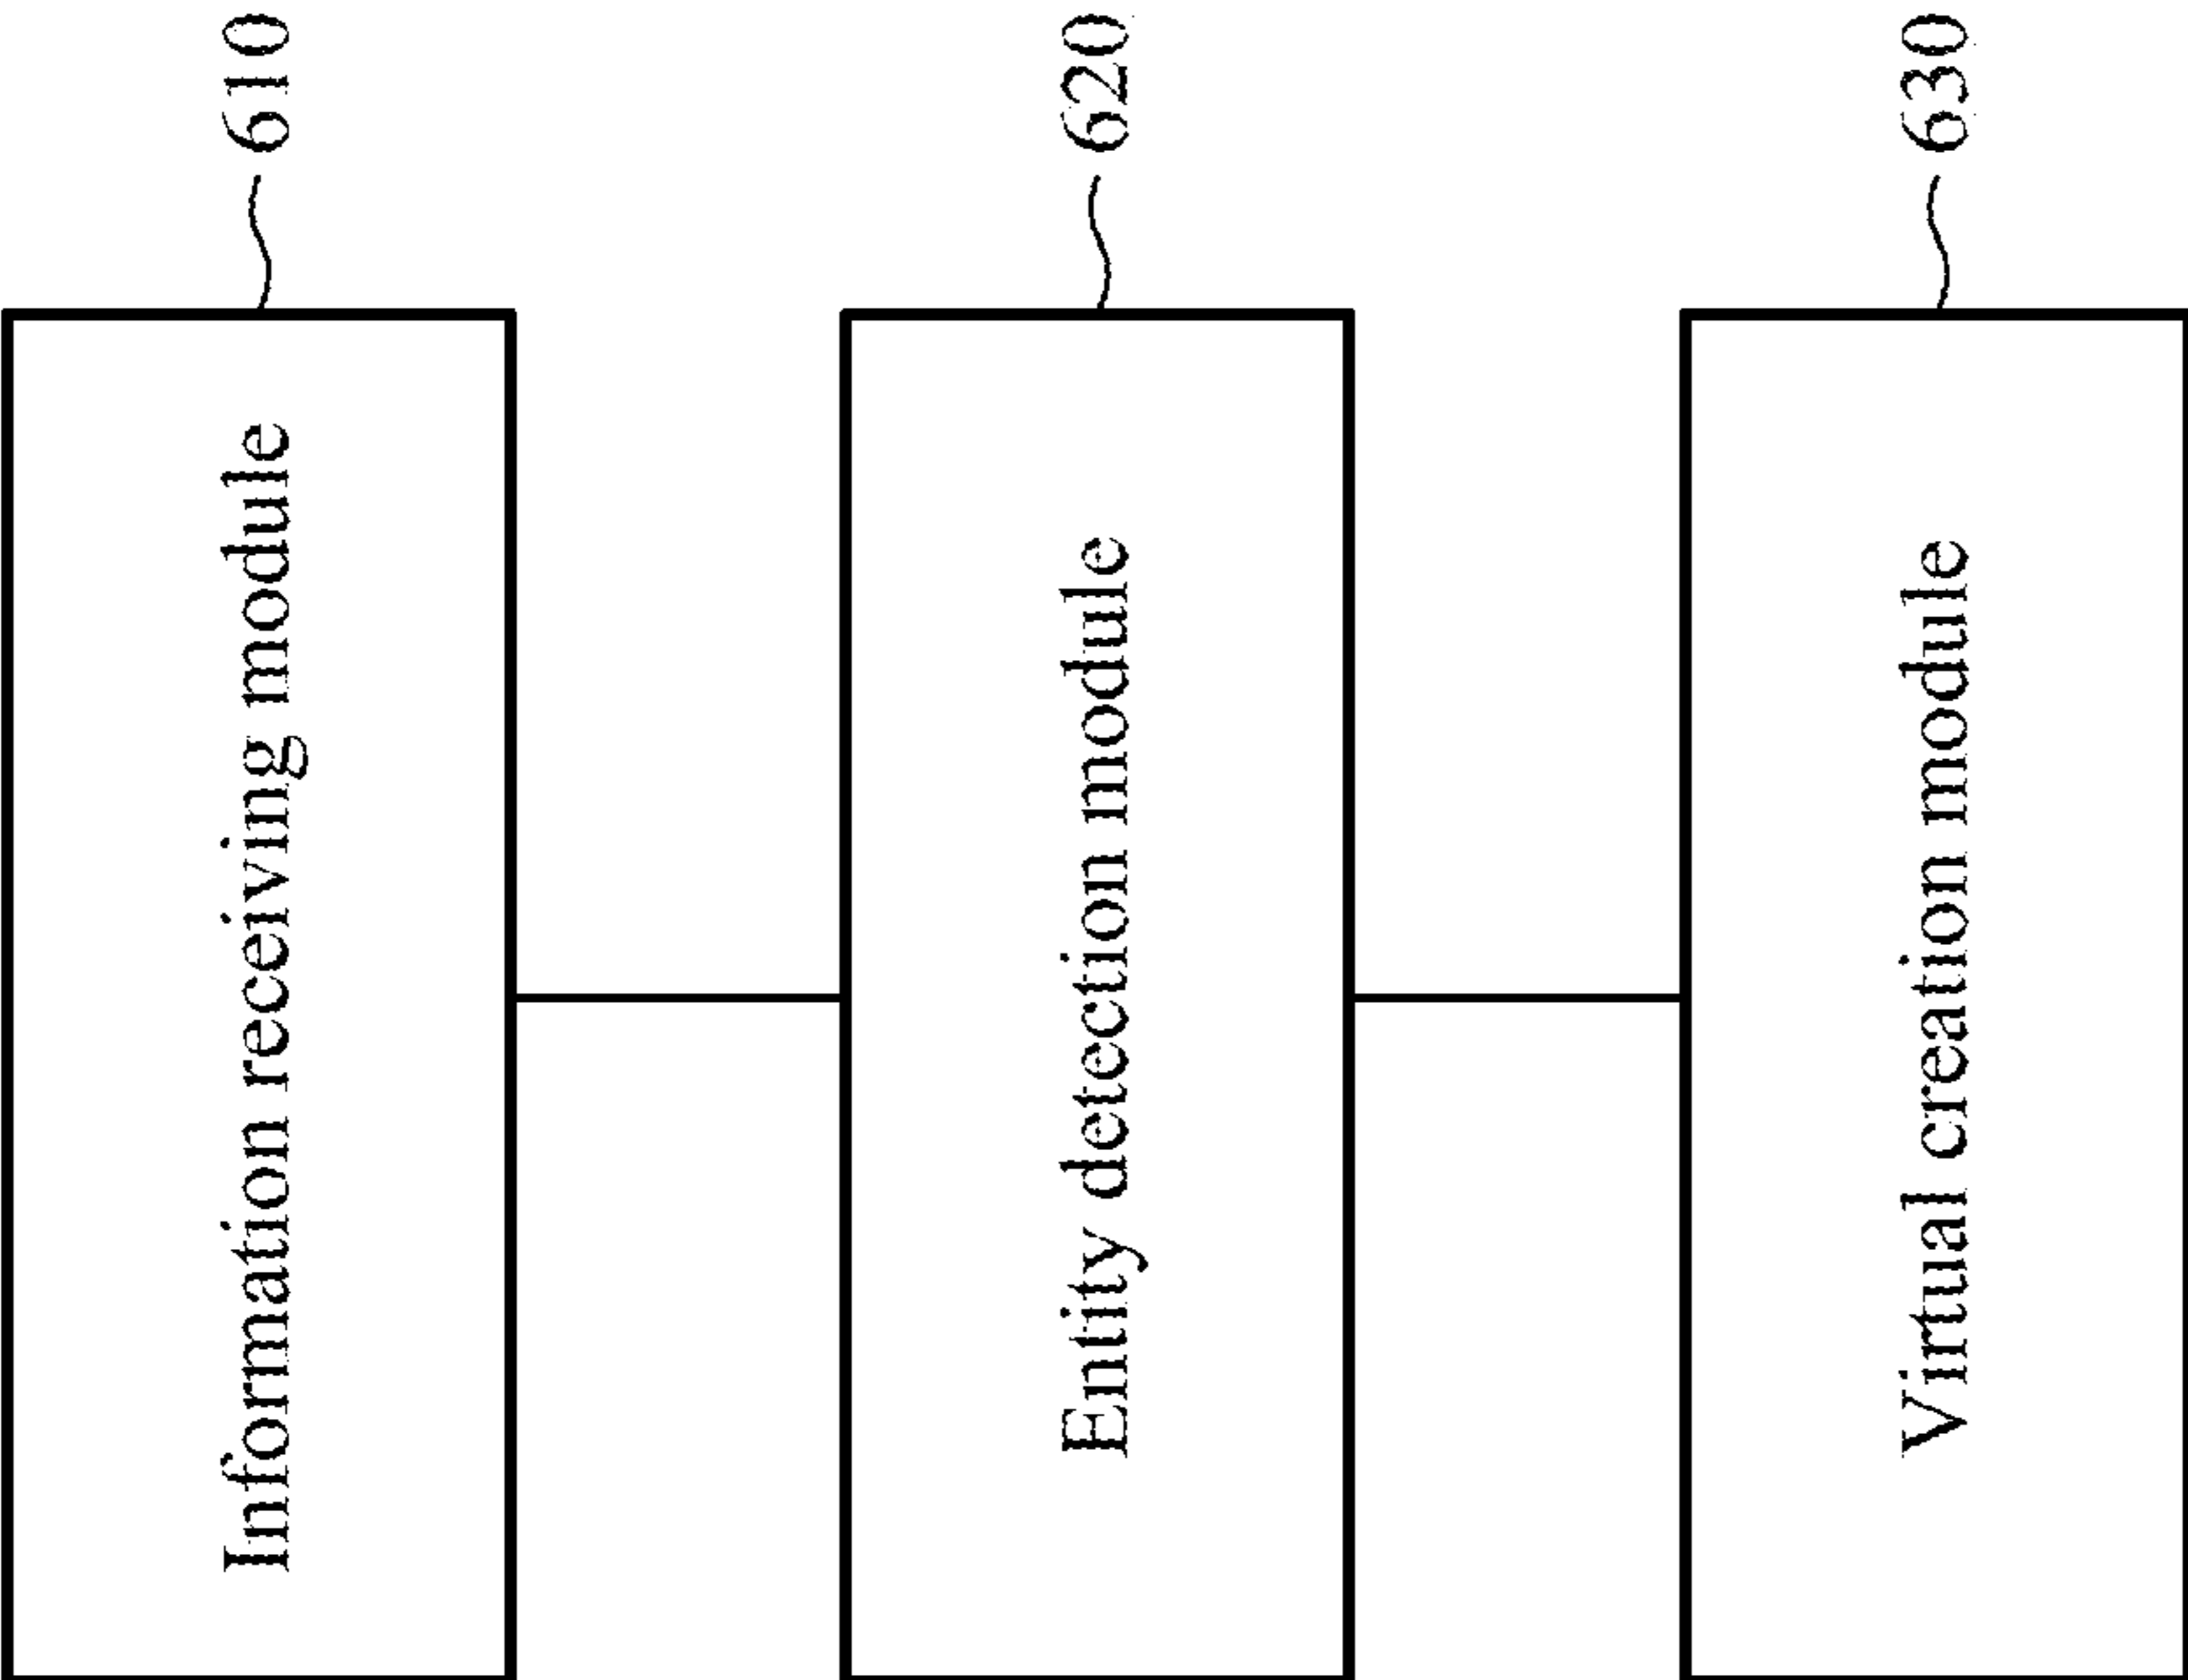 Information receiving module
610
Entity detection module
620
Virtual creation module
630